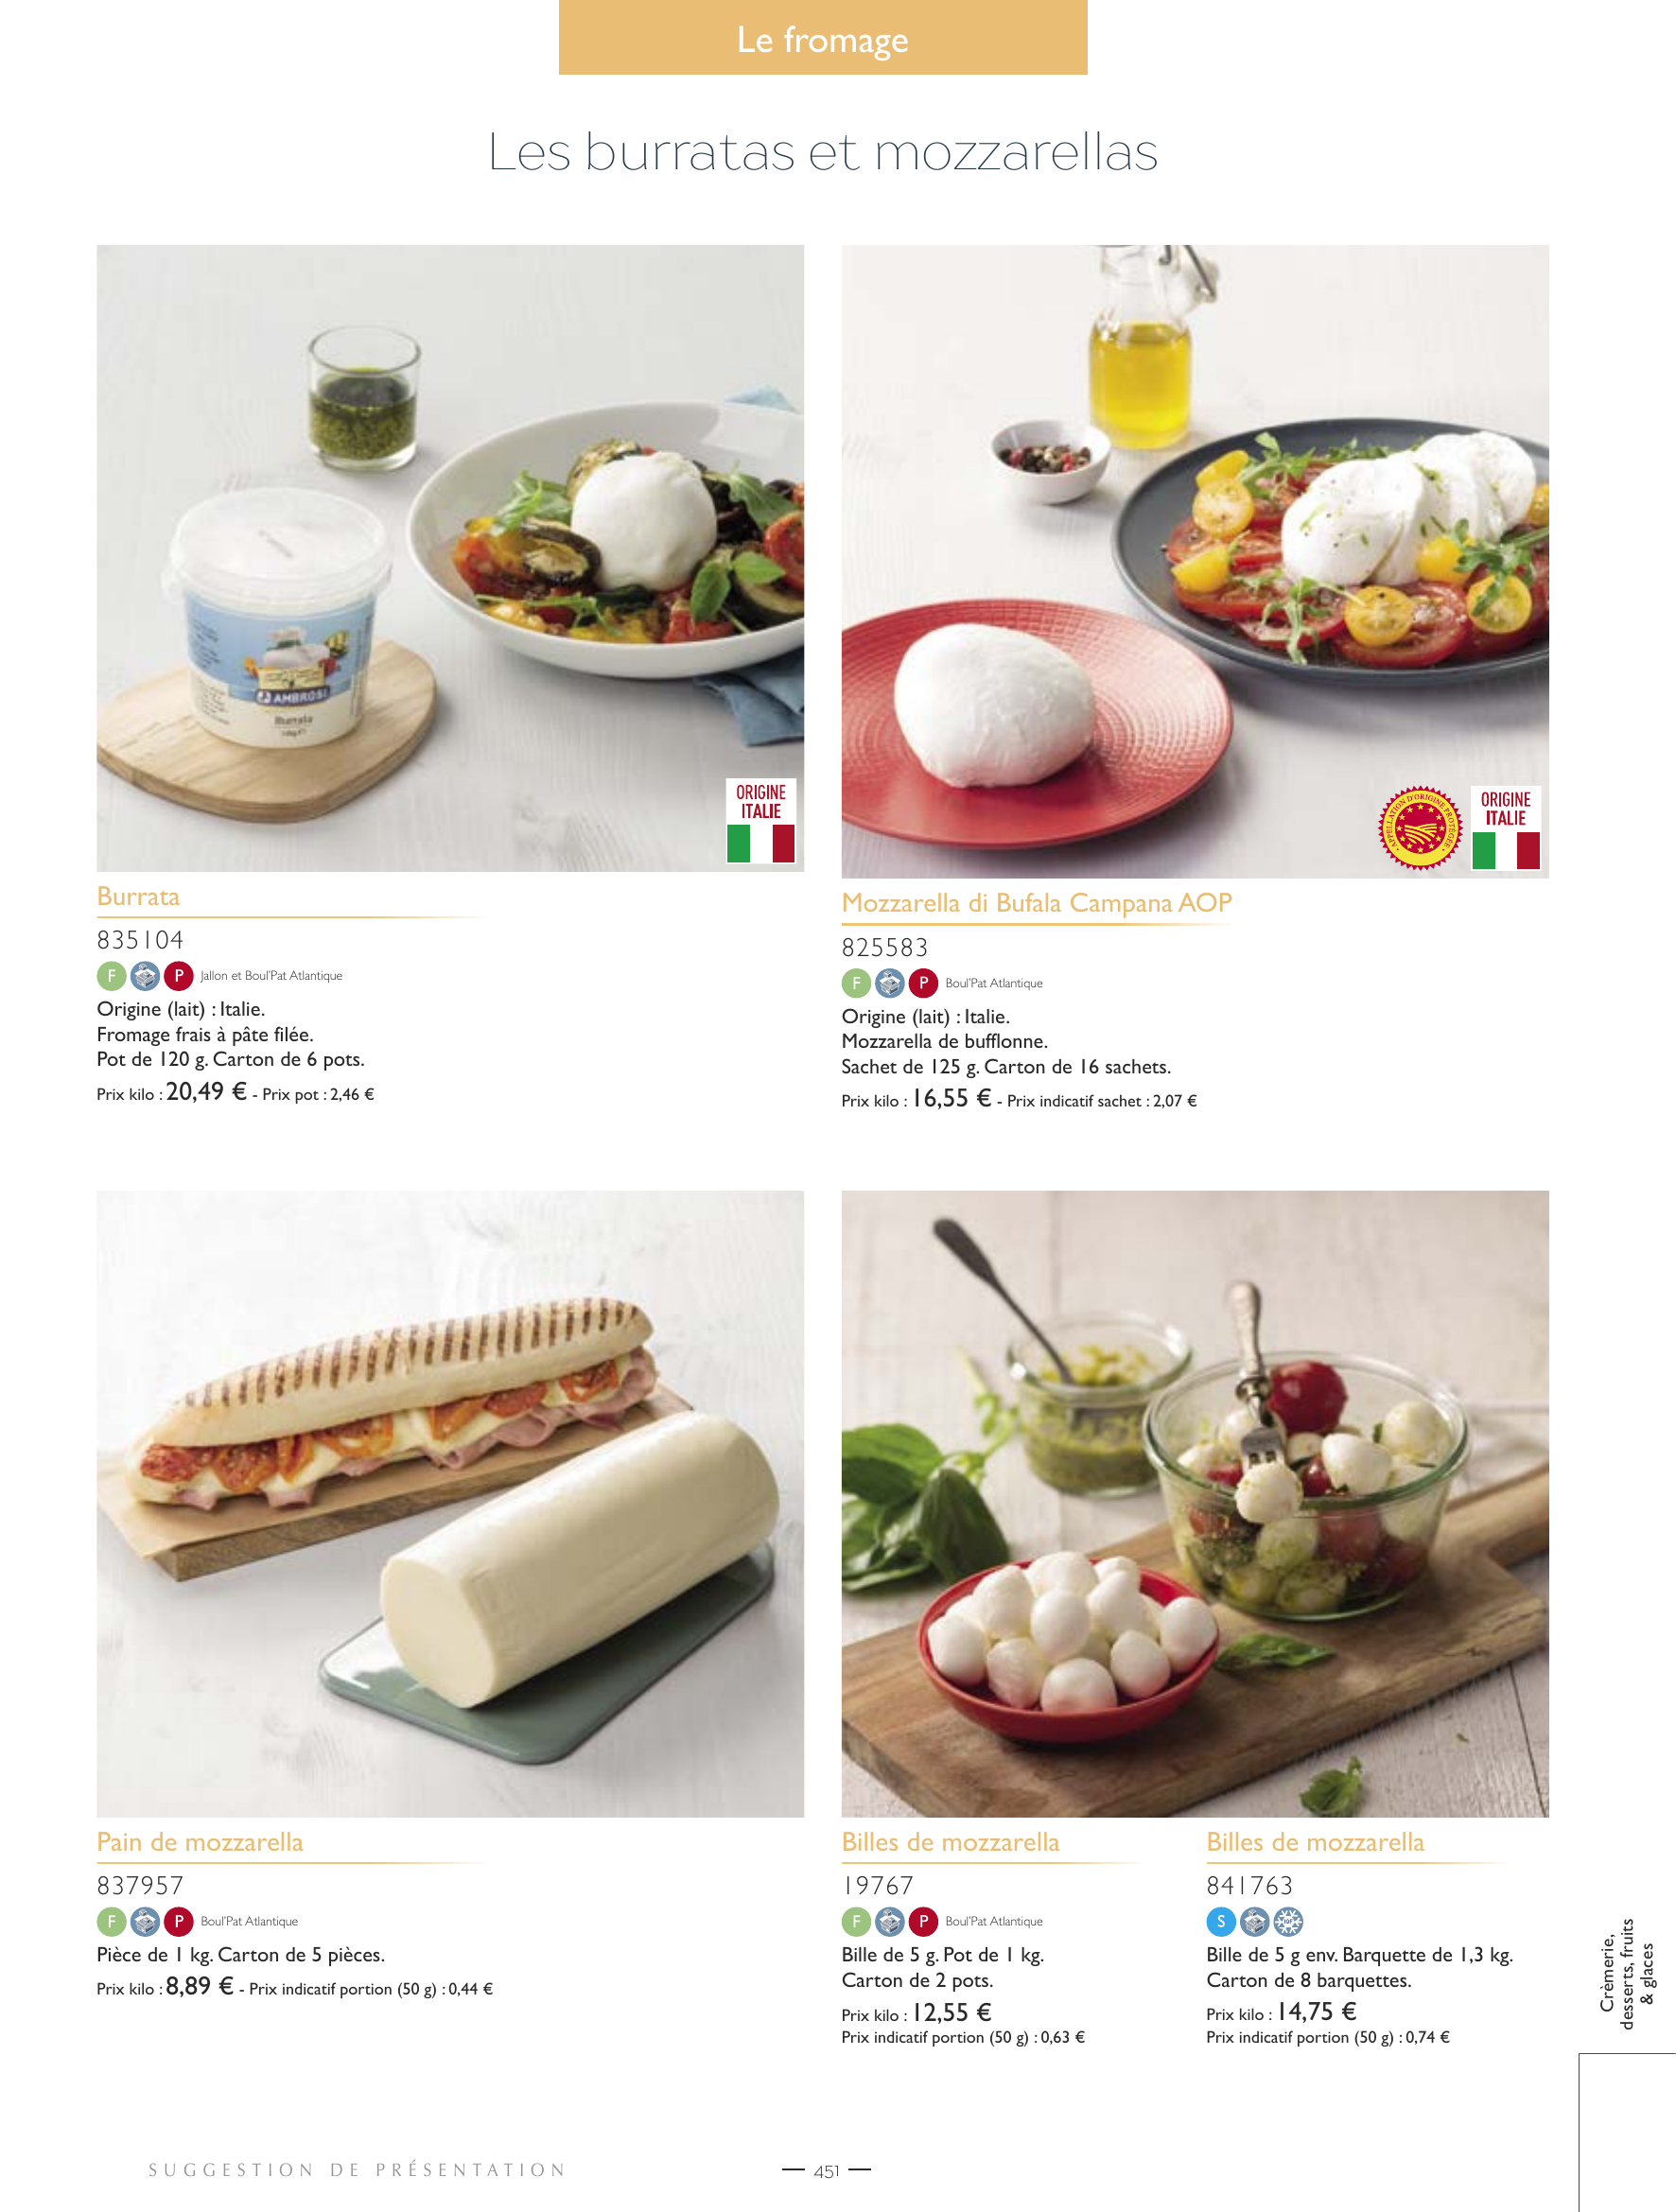 Le fromage
Les burratas et mozzarellas
AMBROSI
Burrata
ORIGINE
ITALIE
APPELLATION D'ORIGINE PROTÉGÉE
ORIGINE
ITALIE
Burrata
835104
F P Jallon et Boul'Pat Atlantique
Origine (lait) : Italie.
Fromage frais à pâte filée.
Pot de 120 g. Carton de 6 pots.
Prix kilo : 20,49 € - Prix pot : 2,46 €
Mozzarella di Bufala Campana AOP
825583
F P Boul'Pat Atlantique
Origine (lait) : Italie.
Mozzarella de bufflonne.
Sachet de 125 g. Carton de 16 sachets.
Prix kilo : 16,55 € - Prix indicatif sachet : 2,07 €
Pain de mozzarella
837957
F P Boul'Pat Atlantique
Pièce de 1 kg. Carton de 5 pièces.
Prix kilo : 8,89 € - Prix indicatif portion (50 g) : 0,44 €
Billes de mozzarella
19767
F P Boul'Pat Atlantique
Bille de 5 g. Pot de 1 kg.
Carton de 2 pots.
Prix kilo : 12,55 €
Prix indicatif portion (50 g) : 0,63 €
Billes de mozzarella
841763
S
Bille de 5 g env. Barquette de 1,3 kg.
Carton de 8 barquettes.
Prix kilo : 14,75 €
Prix indicatif portion (50 g) : 0,74 €
Crèmerie,
desserts, fruits
& glaces
SUGGESTION DE PRÉSENTATION
451